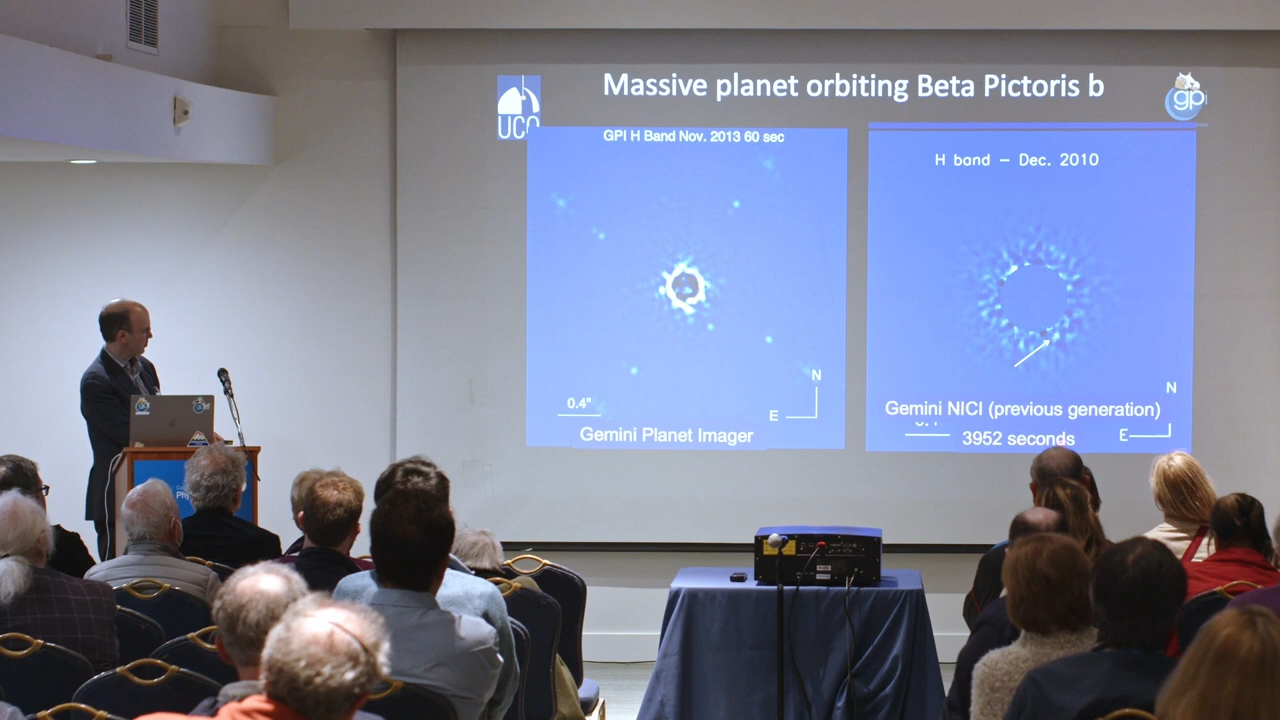 Massive planet orbiting Beta Pictoris b
UCO
gpi
GPI H Band Nov. 2013 60 sec
0.4"
N
E
Gemini Planet Imager
H band – Dec. 2010
N
Gemini NICI (previous generation)
E
3952 seconds